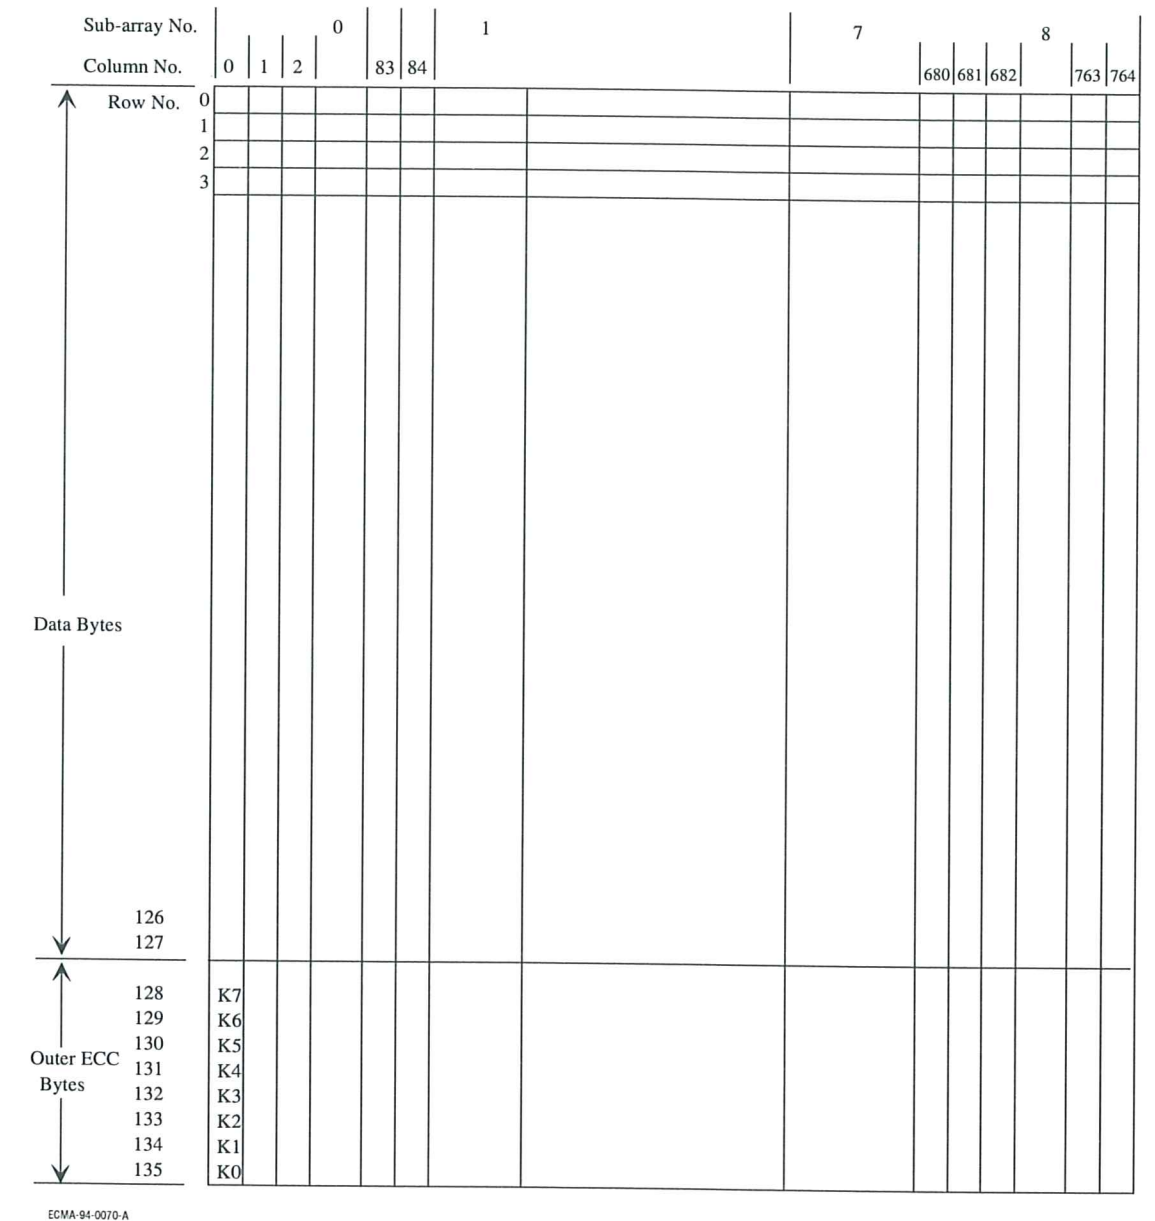 Sub-array No. 0 1 7 8
Column No. 0 1 2 83 84 680 681 682 763 764
Row No. 0
1
2
3
Data Bytes
126
127
128 K7
129 K6
130 K5
Outer ECC
131 K4
Bytes
132 K3
133 K2
134 K1
135 K0
ECMA-94-0070-A